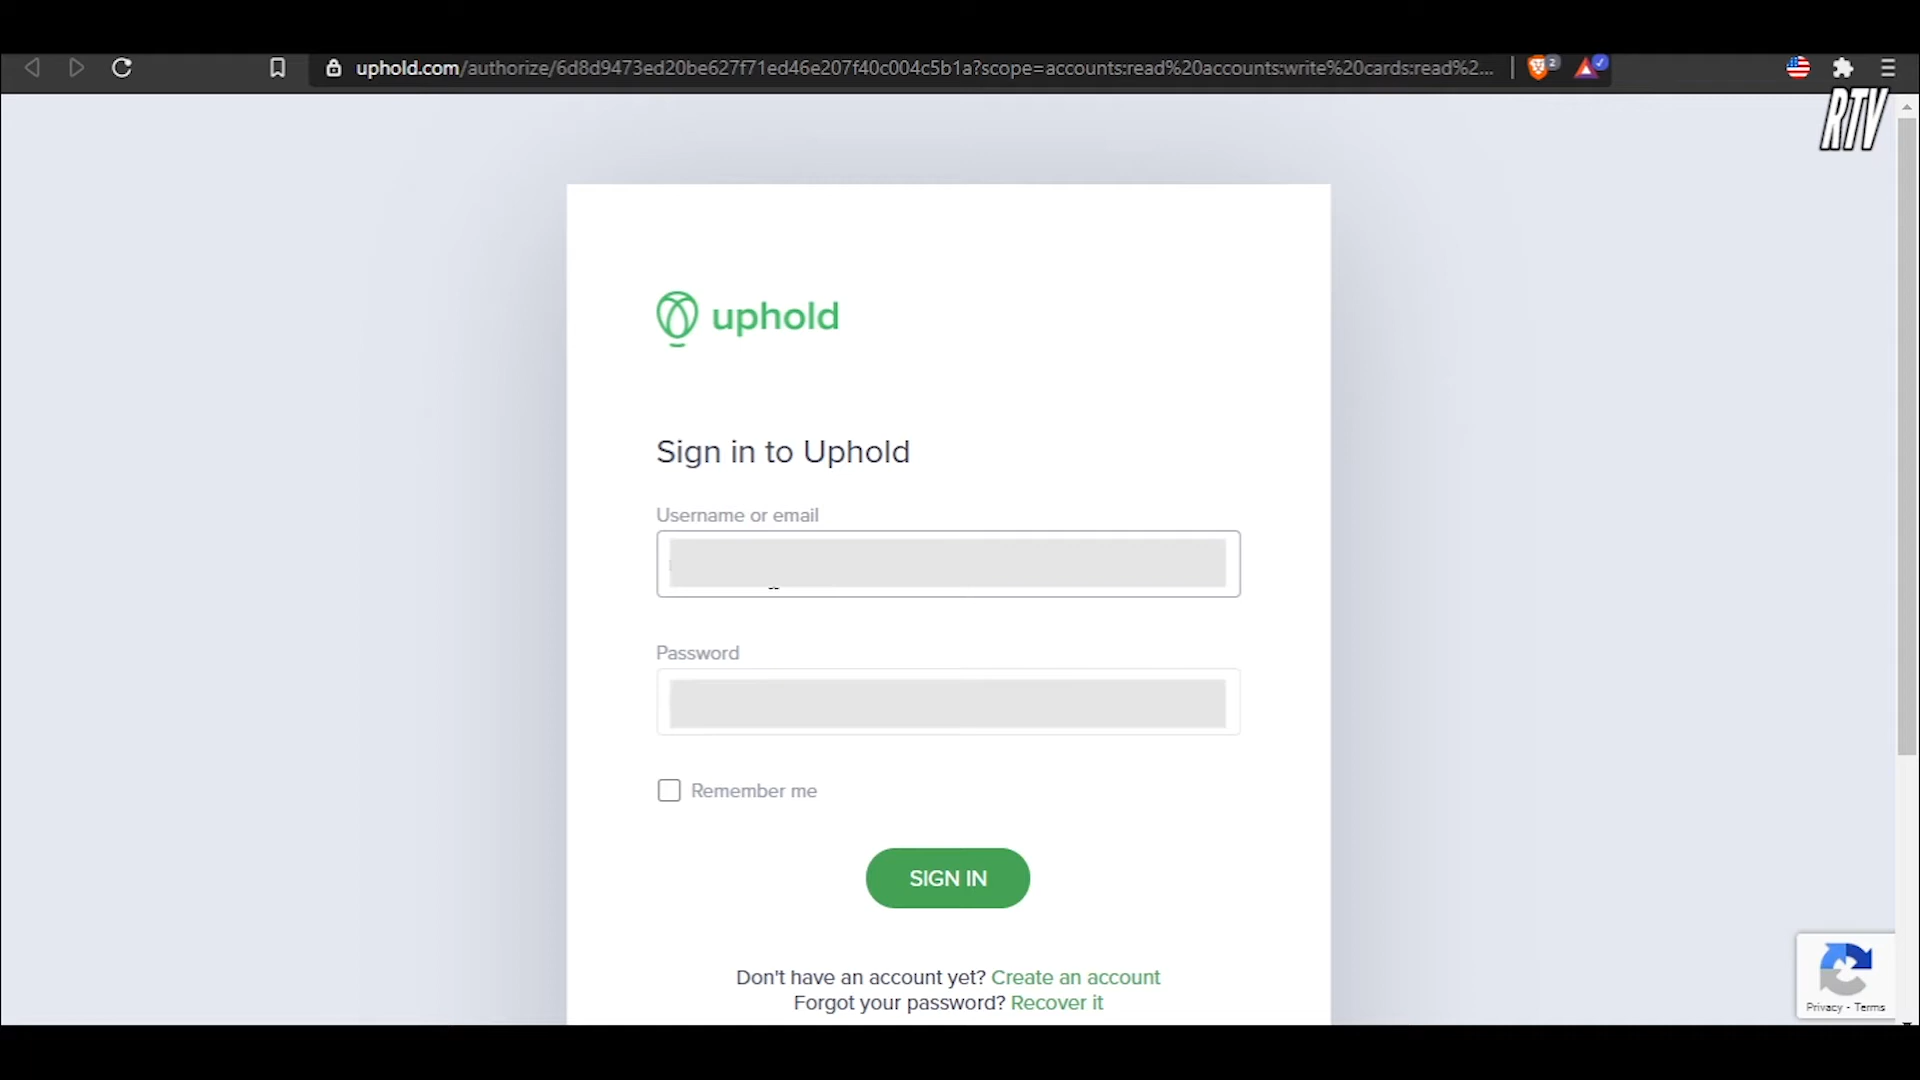 uphold.com/authorize/6d8d9473ed20be627f71ed46e207f40c004c5b1a?scope=accounts:read%20accounts:write%20cards:read%2...
2
RTV
uphold
Sign in to Uphold
Username or email
Password
Remember me
SIGN IN
Don't have an account yet? Create an account
Forgot your password? Recover it
Privacy - Terms